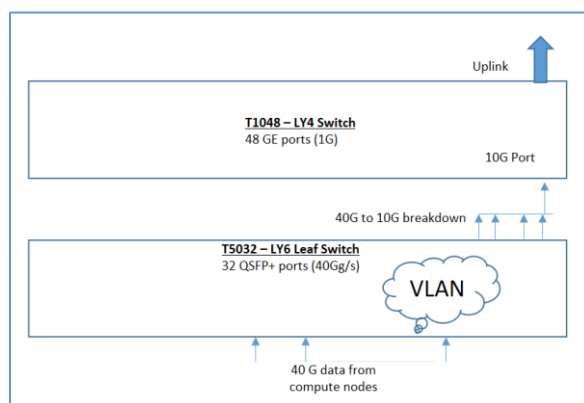 Uplink
T1048 – LY4 Switch
48 GE ports (1G)
10G Port
40G to 10G breakdown
T5032 – LY6 Leaf Switch
32 QSFP+ ports (40Gg/s)
VLAN
40 G data from
compute nodes